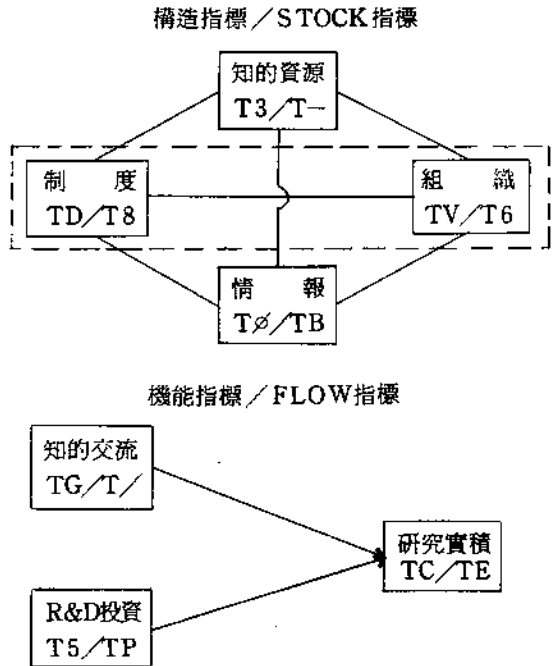 構造指標／STOCK指標
知的資源
T3／T一
制　度
TD／T8
組　織
TV／T6
情　報
Tø／TB
機能指標／FLOW指標
知的交流
TG／T／
研究實積
TC／TE
R&D投資
T5／TP